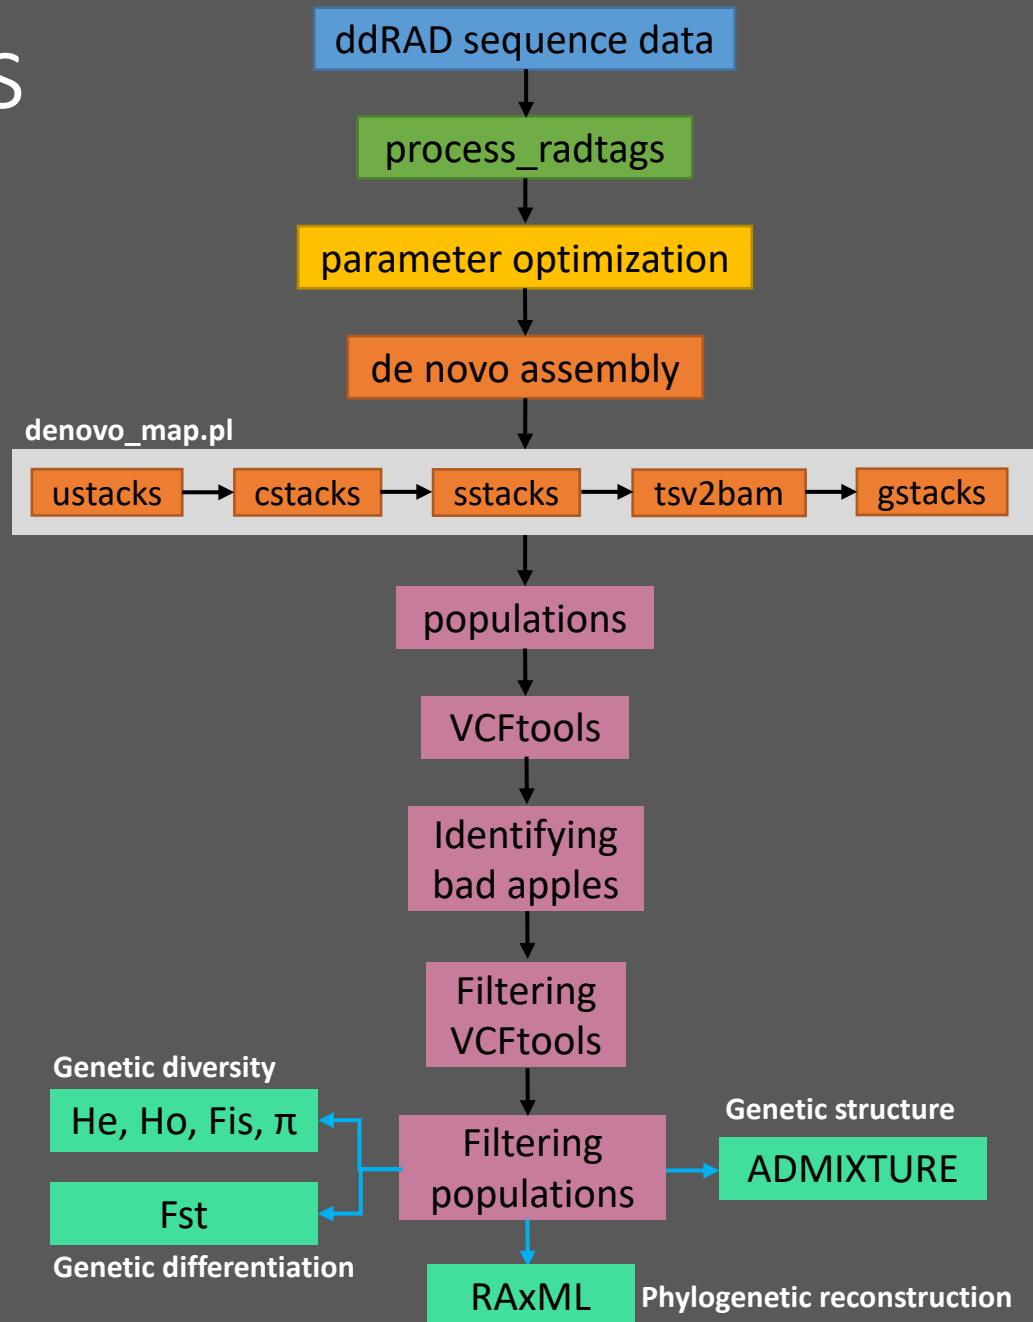 S
ddRAD sequence data
process_radtags
parameter optimization
de novo assembly
denovo_map.pl
ustacks
cstacks
sstacks
tsv2bam
gstacks
populations
VCFtools
Identifying
bad apples
Filtering
VCFtools
Genetic diversity
He, Ho, Fis, π
Fst
Genetic differentiation
Filtering
populations
Genetic structure
ADMIXTURE
RAxML
Phylogenetic reconstruction